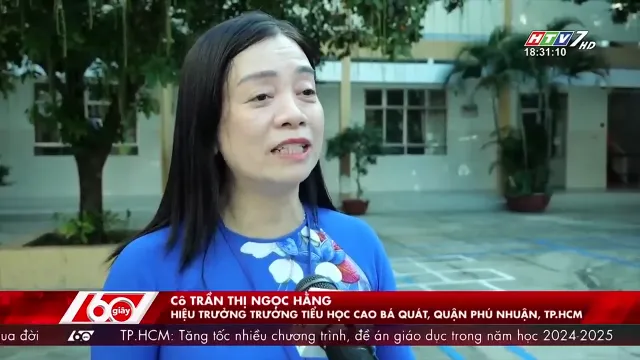 HTV7 HD
18:31:10
60 giây
Cô TRẦN THỊ NGỌC HẰNG
HIỆU TRƯỞNG TRƯỜNG TIỂU HỌC CAO BÁ QUÁT, QUẬN PHÚ NHUẬN, TP.HCM
ua đời 60 giây TP.HCM: Tăng tốc nhiều chương trình, đề án giáo dục trong năm học 2024-2025